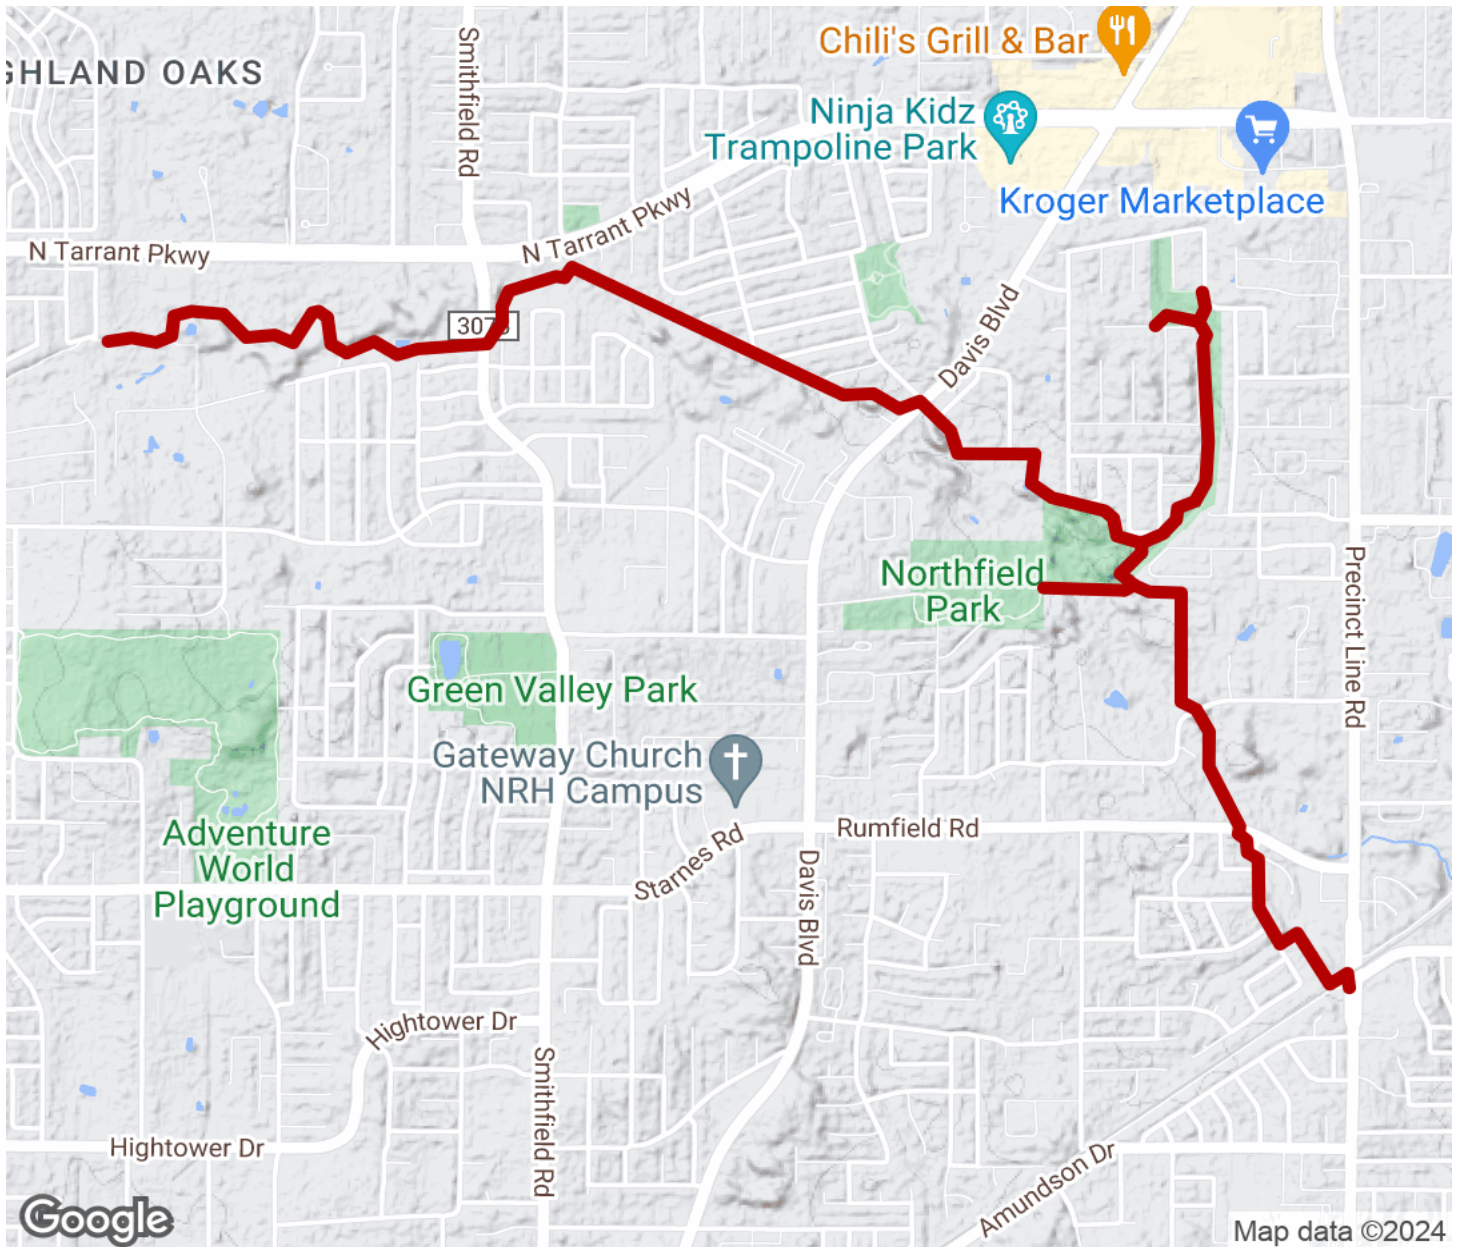 Chili's Grill & Bar
GHLAND OAKS
Smithfield Rd
Ninja Kidz
Trampoline Park
Kroger Marketplace
N Tarrant Pkwy
N Tarrant Pkwy
Davis Blvd
Northfield
Park
Precinct Line Rd
Green Valley Park
Gateway Church
NRH Campus
Adventure
World
Playground
Starnes Rd
Rumfield Rd
Davis Blvd
Hightower Dr
Smithfield Rd
Hightower Dr
Amundson Dr
Google
Map data ©2024